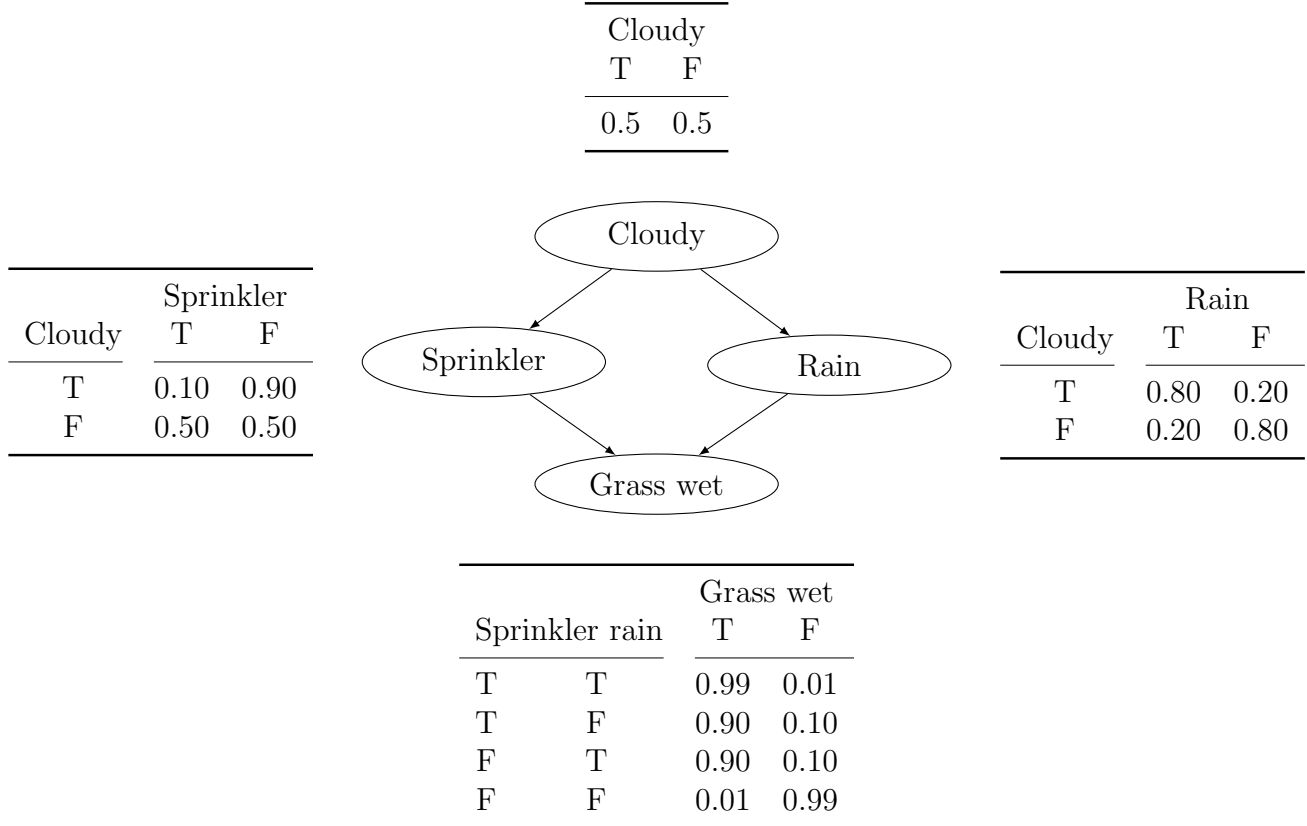 Cloudy
T F
0.5 0.5
Cloudy
Sprinkler
Cloudy T F
T 0.10 0.90
F 0.50 0.50
Sprinkler
Rain
Rain
Cloudy T F
T 0.80 0.20
F 0.20 0.80
Grass wet
Grass wet
Sprinkler rain T F
T T 0.99 0.01
T F 0.90 0.10
F T 0.90 0.10
F F 0.01 0.99